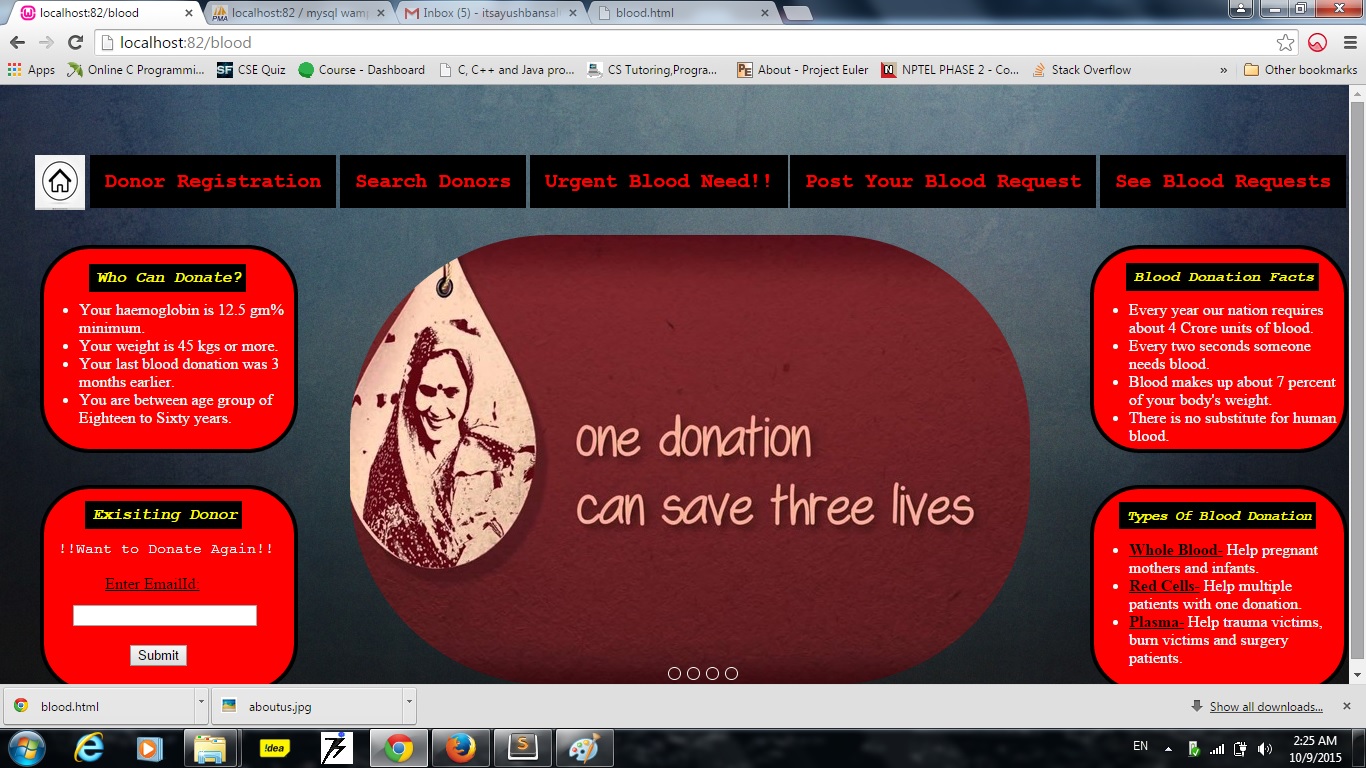 localhost:82/blood
localhost:82 / mysql wam
Inbox (5) - itsayushbansal
blood.html
localhost:82/blood
Apps
Online C Programmi...
CSE Quiz
Course - Dashboard
C, C++ and Java pro...
CS Tutoring,Progra...
About - Project Euler
NPTEL PHASE 2 - Co...
Stack Overflow
»
Other bookmarks
Donor Registration
Search Donors
Urgent Blood Need!!
Post Your Blood Request
See Blood Requests
Who Can Donate?
Your haemoglobin is 12.5 gm%
minimum.
Your weight is 45 kgs or more.
Your last blood donation was 3
months earlier.
You are between age group of
Eighteen to Sixty years.
Exisiting Donor
!!Want to Donate Again!!
Enter EmailId:
Submit
one donation
can save three lives
Blood Donation Facts
Every year our nation requires
about 4 Crore units of blood.
Every two seconds someone
needs blood.
Blood makes up about 7 percent
of your body's weight.
There is no substitute for human
blood.
Types Of Blood Donation
Whole Blood- Help pregnant
mothers and infants.
Red Cells- Help multiple
patients with one donation.
Plasma- Help trauma victims,
burn victims and surgery
patients.
blood.html
aboutus.jpg
Show all downloads...
!dea
EN
2:25 AM
10/9/2015